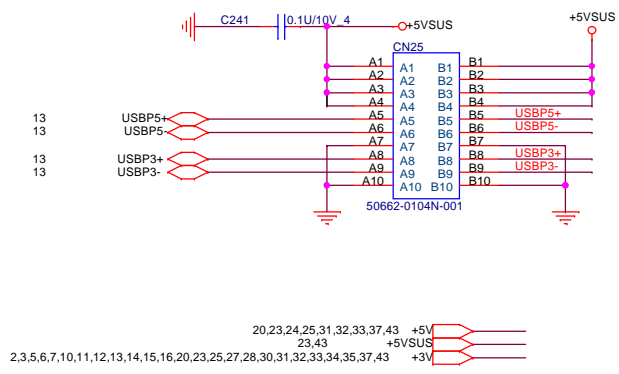 C241 0.1U/10V_4 +5VSUS +5VSUS
CN25
A1 A1 B1 B1
A2 A2 B2 B2
A3 A3 B3 B3
A4 A4 B4 B4
13 USBP5+ A5 A5 B5 B5 USBP5+
13 USBP5- A6 A6 B6 B6 USBP5-
A7 A7 B7 B7
13 USBP3+ A8 A8 B8 B8 USBP3+
13 USBP3- A9 A9 B9 B9 USBP3-
A10 A10 B10 B10
50662-0104N-001
20,23,24,25,31,32,33,37,43 +5V
23,43 +5VSUS
2,3,5,6,7,10,11,12,13,14,15,16,20,23,25,27,28,30,31,32,33,34,35,37,43 +3V